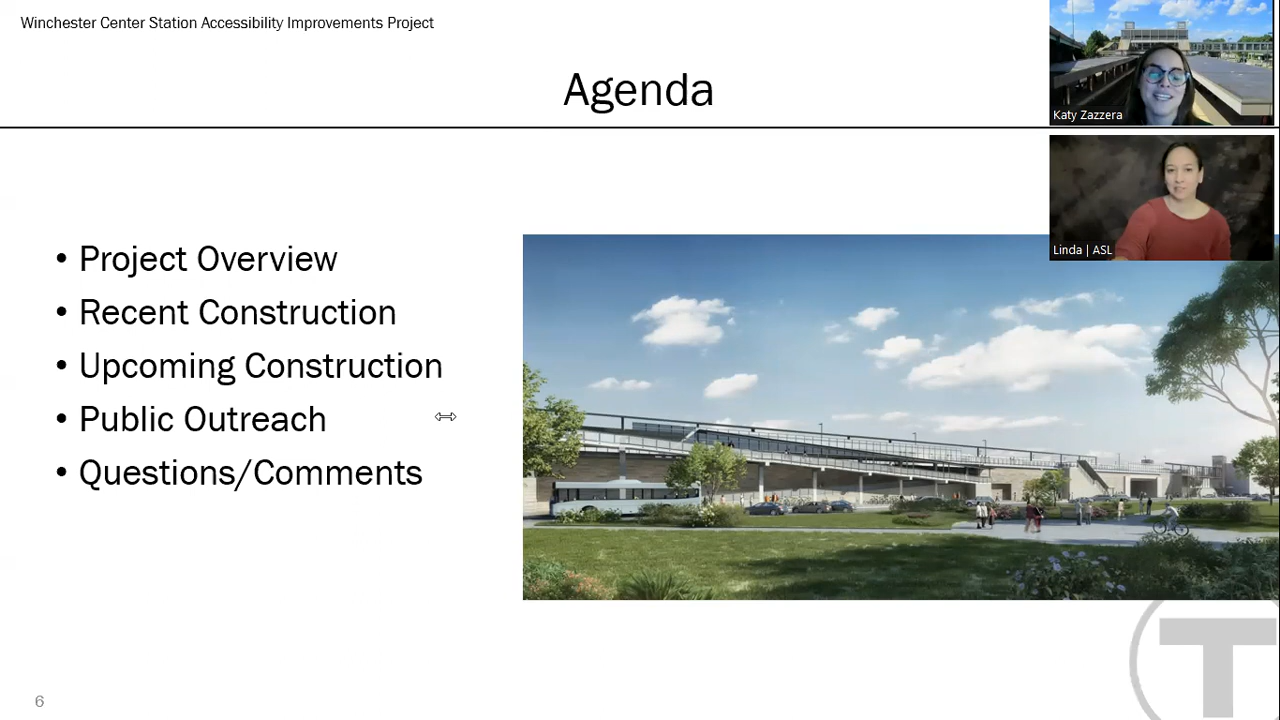 Winchester Center Station Accessibility Improvements Project
Agenda
Katy Zazzera
Linda | ASL
• Project Overview
• Recent Construction
• Upcoming Construction
• Public Outreach
• Questions/Comments
T
6